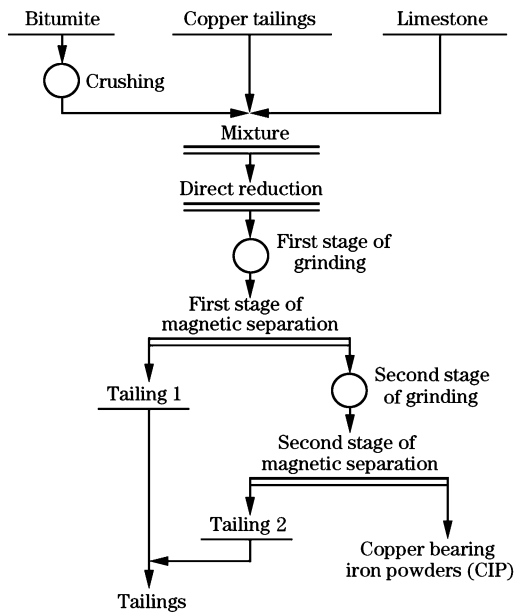 Bitumite
Copper tailings
Limestone
Crushing
Mixture
Direct reduction
First stage of
grinding
First stage of
magnetic separation
Tailing 1
Second stage
of grinding
Second stage of
magnetic separation
Tailing 2
Copper bearing
iron powders (CIP)
Tailings